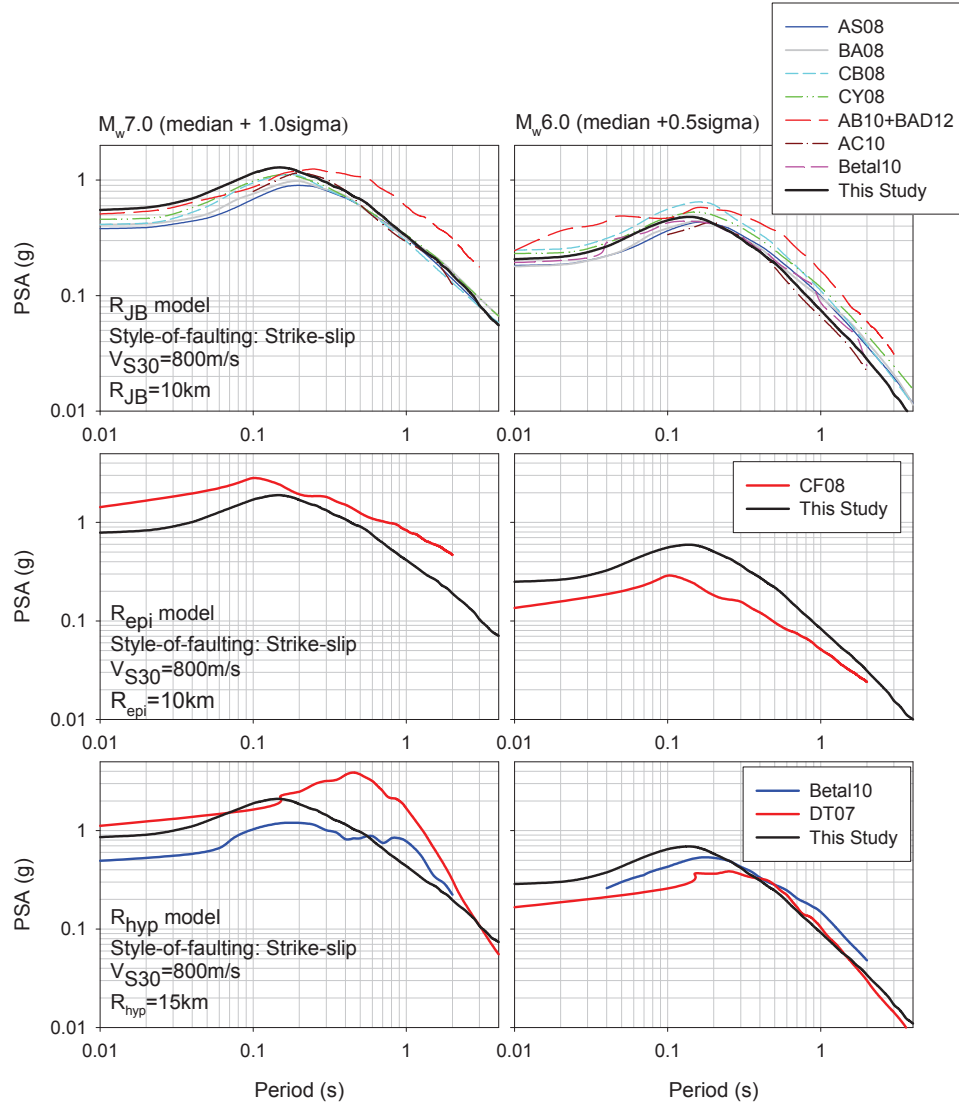 AS08
BA08
CB08
CY08
AB10+BAD12
AC10
Betal10
This Study
Mw7.0 (median + 1.0sigma)
Mw6.0 (median +0.5sigma)
PSA (g)
1
0.1
0.01
RJB model
Style-of-faulting: Strike-slip
VS30=800m/s
RJB=10km
0.01
0.1
1
0.01
0.1
1
PSA (g)
1
0.1
0.01
Repi model
Style-of-faulting: Strike-slip
VS30=800m/s
Repi=10km
CF08
This Study
0.01
0.1
1
0.01
0.1
1
PSA (g)
1
0.1
0.01
Rhyp model
Style-of-faulting: Strike-slip
VS30=800m/s
Rhyp=15km
Betal10
DT07
This Study
0.01
0.1
1
0.01
0.1
1
Period (s)
Period (s)